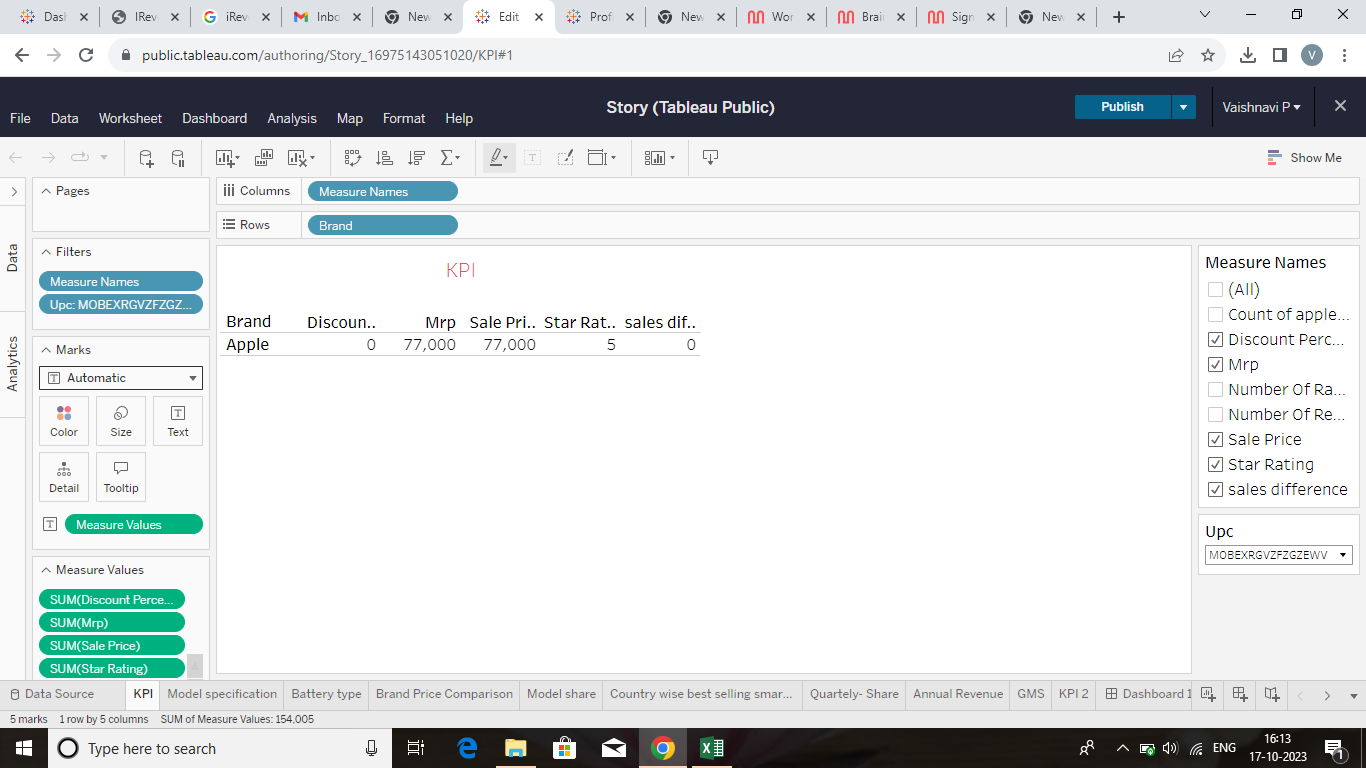 Dasl
IRev
iRev
Inbo
New
Edit
Prof
New
Wor
Brai
Sign
New
public.tableau.com/authoring/Story_16975143051020/KPI#1
V
Story (Tableau Public)
Publish
Vaishnavi P
File Data Worksheet Dashboard Analysis Map Format Help
Show Me
Data
Analytics
Pages
Filters
Measure Names
Upc: MOBEXRGVZFZGZ...
Marks
Automatic
Color Size Text
Detail Tooltip
Measure Values
Measure Values
SUM(Discount Perce...
SUM(Mrp)
SUM(Sale Price)
SUM(Star Rating)
Columns Measure Names
Rows Brand
KPI
Brand Discoun.. Mrp Sale Pri.. Star Rat.. sales dif..
Apple 0 77,000 77,000 5 0
Measure Names
(All)
Count of apple...
Discount Perc...
Mrp
Number Of Ra...
Number Of Re...
Sale Price
Star Rating
sales difference
Upc
MOBEXRGVZFZGZEWV
Data Source KPI Model specification Battery type Brand Price Comparison Model share Country wise best selling smar... Quartely- Share Annual Revenue GMS KPI 2 Dashboard 1
5 marks 1 row by 5 columns SUM of Measure Values: 154,005
Type here to search
ENG
16:13
17-10-2023
1